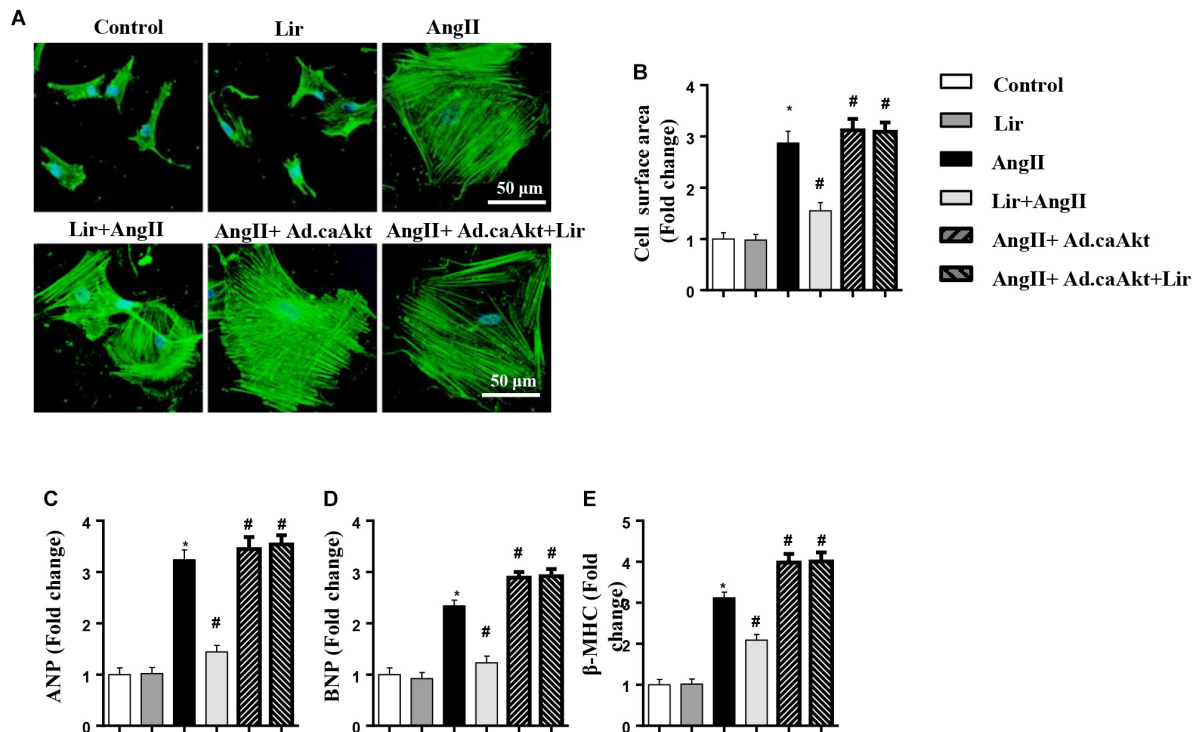 A
Control
Lir
AngII
50 μm
Lir+AngII
AngII+ Ad.caAkt
AngII+ Ad.caAkt+Lir
50 μm
B
Cell surface area
(Fold change)
4
3
2
1
0
*
#
#
#
Control
Lir
AngII
Lir+AngII
AngII+ Ad.caAkt
AngII+ Ad.caAkt+Lir
C
ANP (Fold change)
4
3
2
1
0
*
#
#
#
D
BNP (Fold change)
4
3
2
1
0
*
#
#
#
E
β-MHC (Fold
change)
5
4
3
2
1
0
*
#
#
#